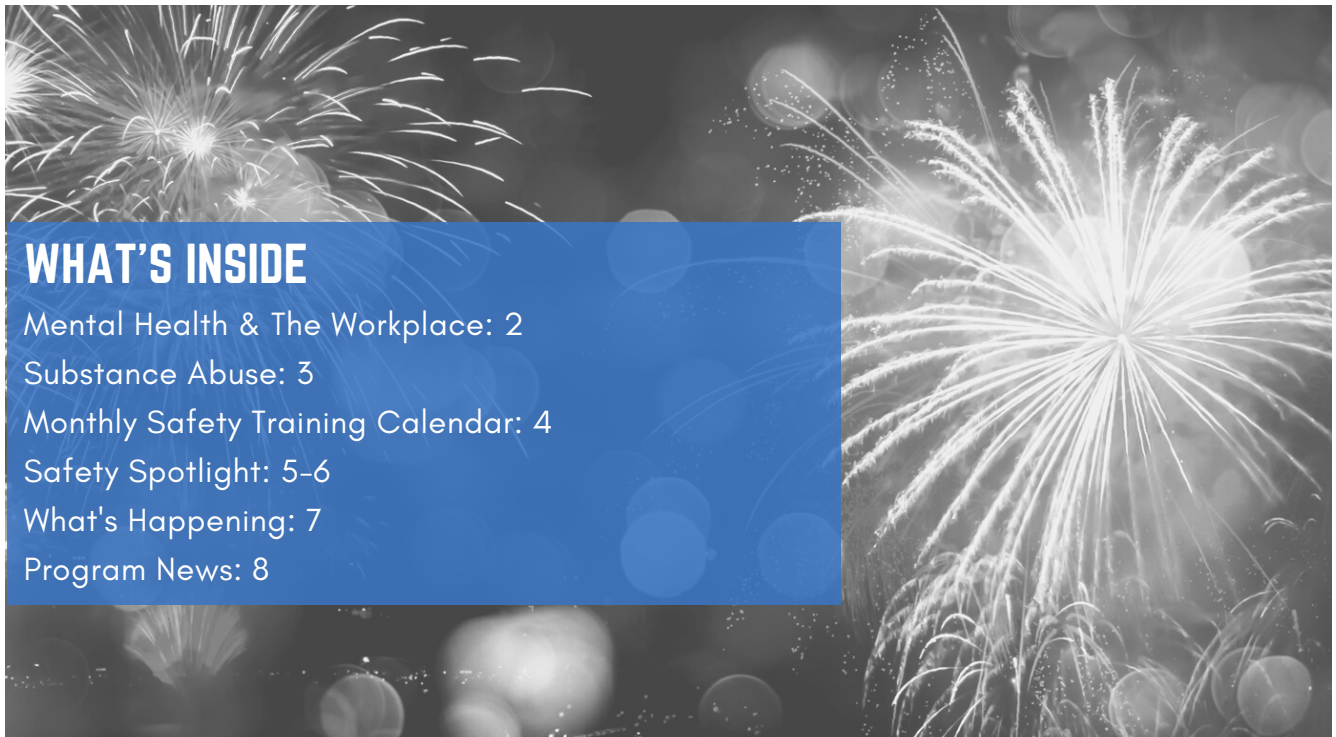 WHAT'S INSIDE
Mental Health & The Workplace: 2
Substance Abuse: 3
Monthly Safety Training Calendar: 4
Safety Spotlight: 5-6
What's Happening: 7
Program News: 8